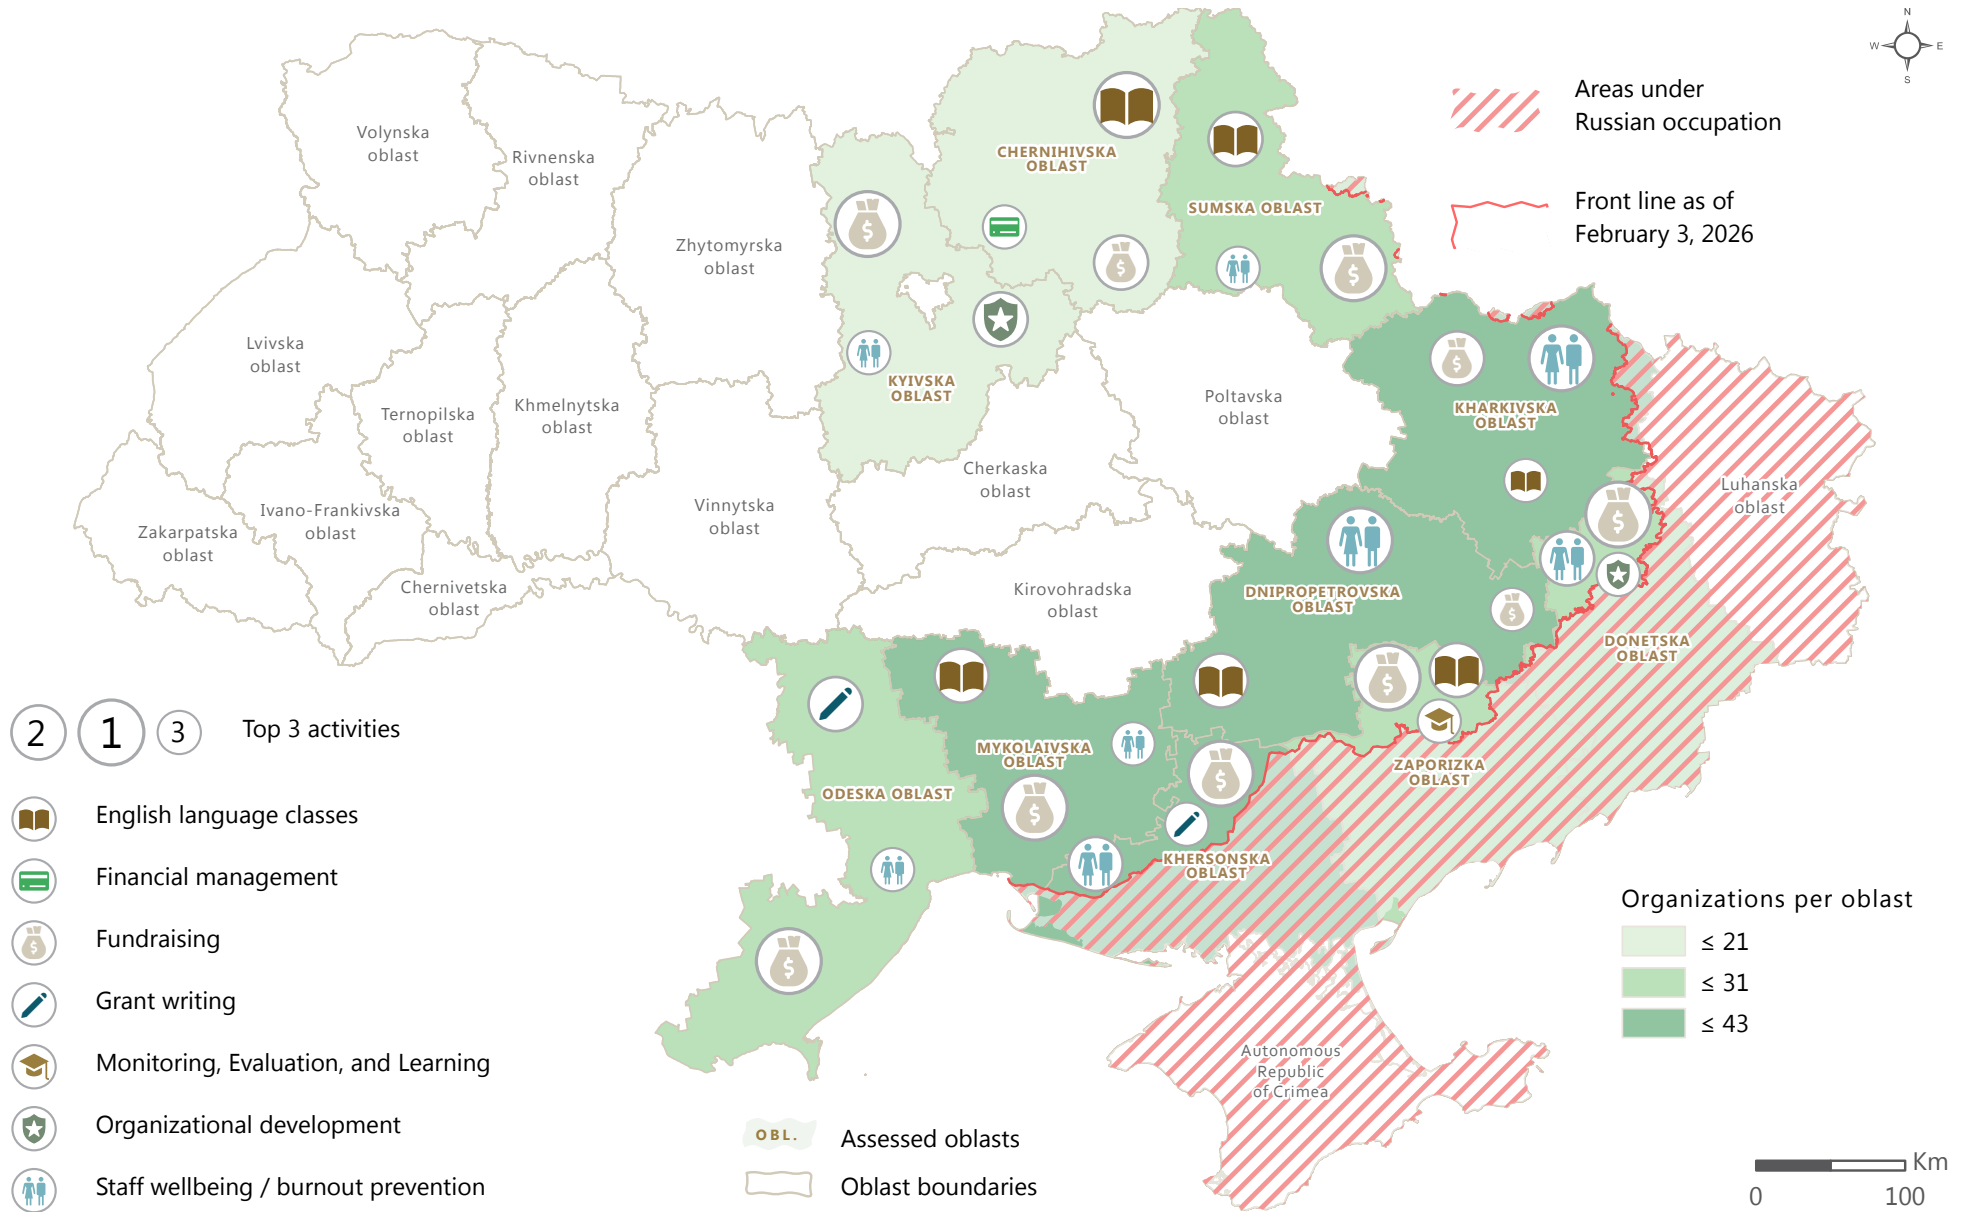 N
W
E
S
Areas under
Russian occupation
Front line as of
February 3, 2026
Volynska
oblast
Rivnenska
oblast
Zhytomyrska
oblast
CHERNIHIVSKA
OBLAST
SUMSKA OBLAST
Lvivska
oblast
Ternopilska
oblast
Khmelnytska
oblast
KYIVSKA
OBLAST
Poltavska
oblast
KHARKIVSKA
OBLAST
Cherkaska
oblast
Luhanska
oblast
Zakarpatska
oblast
Ivano-Frankivska
oblast
Vinnytska
oblast
Chernivetska
oblast
Kirovohradska
oblast
DNIPROPETROVSKA
OBLAST
DONETSKA
OBLAST
MYKOLAIVSKA
OBLAST
ZAPORIZKA
OBLAST
ODESKA OBLAST
KHERSONSKA
OBLAST
Autonomous
Republic
of Crimea
2 1 3 Top 3 activities
English language classes
Financial management
Fundraising
Grant writing
Monitoring, Evaluation, and Learning
Organizational development
Staff wellbeing / burnout prevention
OBL. Assessed oblasts
Oblast boundaries
Organizations per oblast
≤ 21
≤ 31
≤ 43
Km
0 100